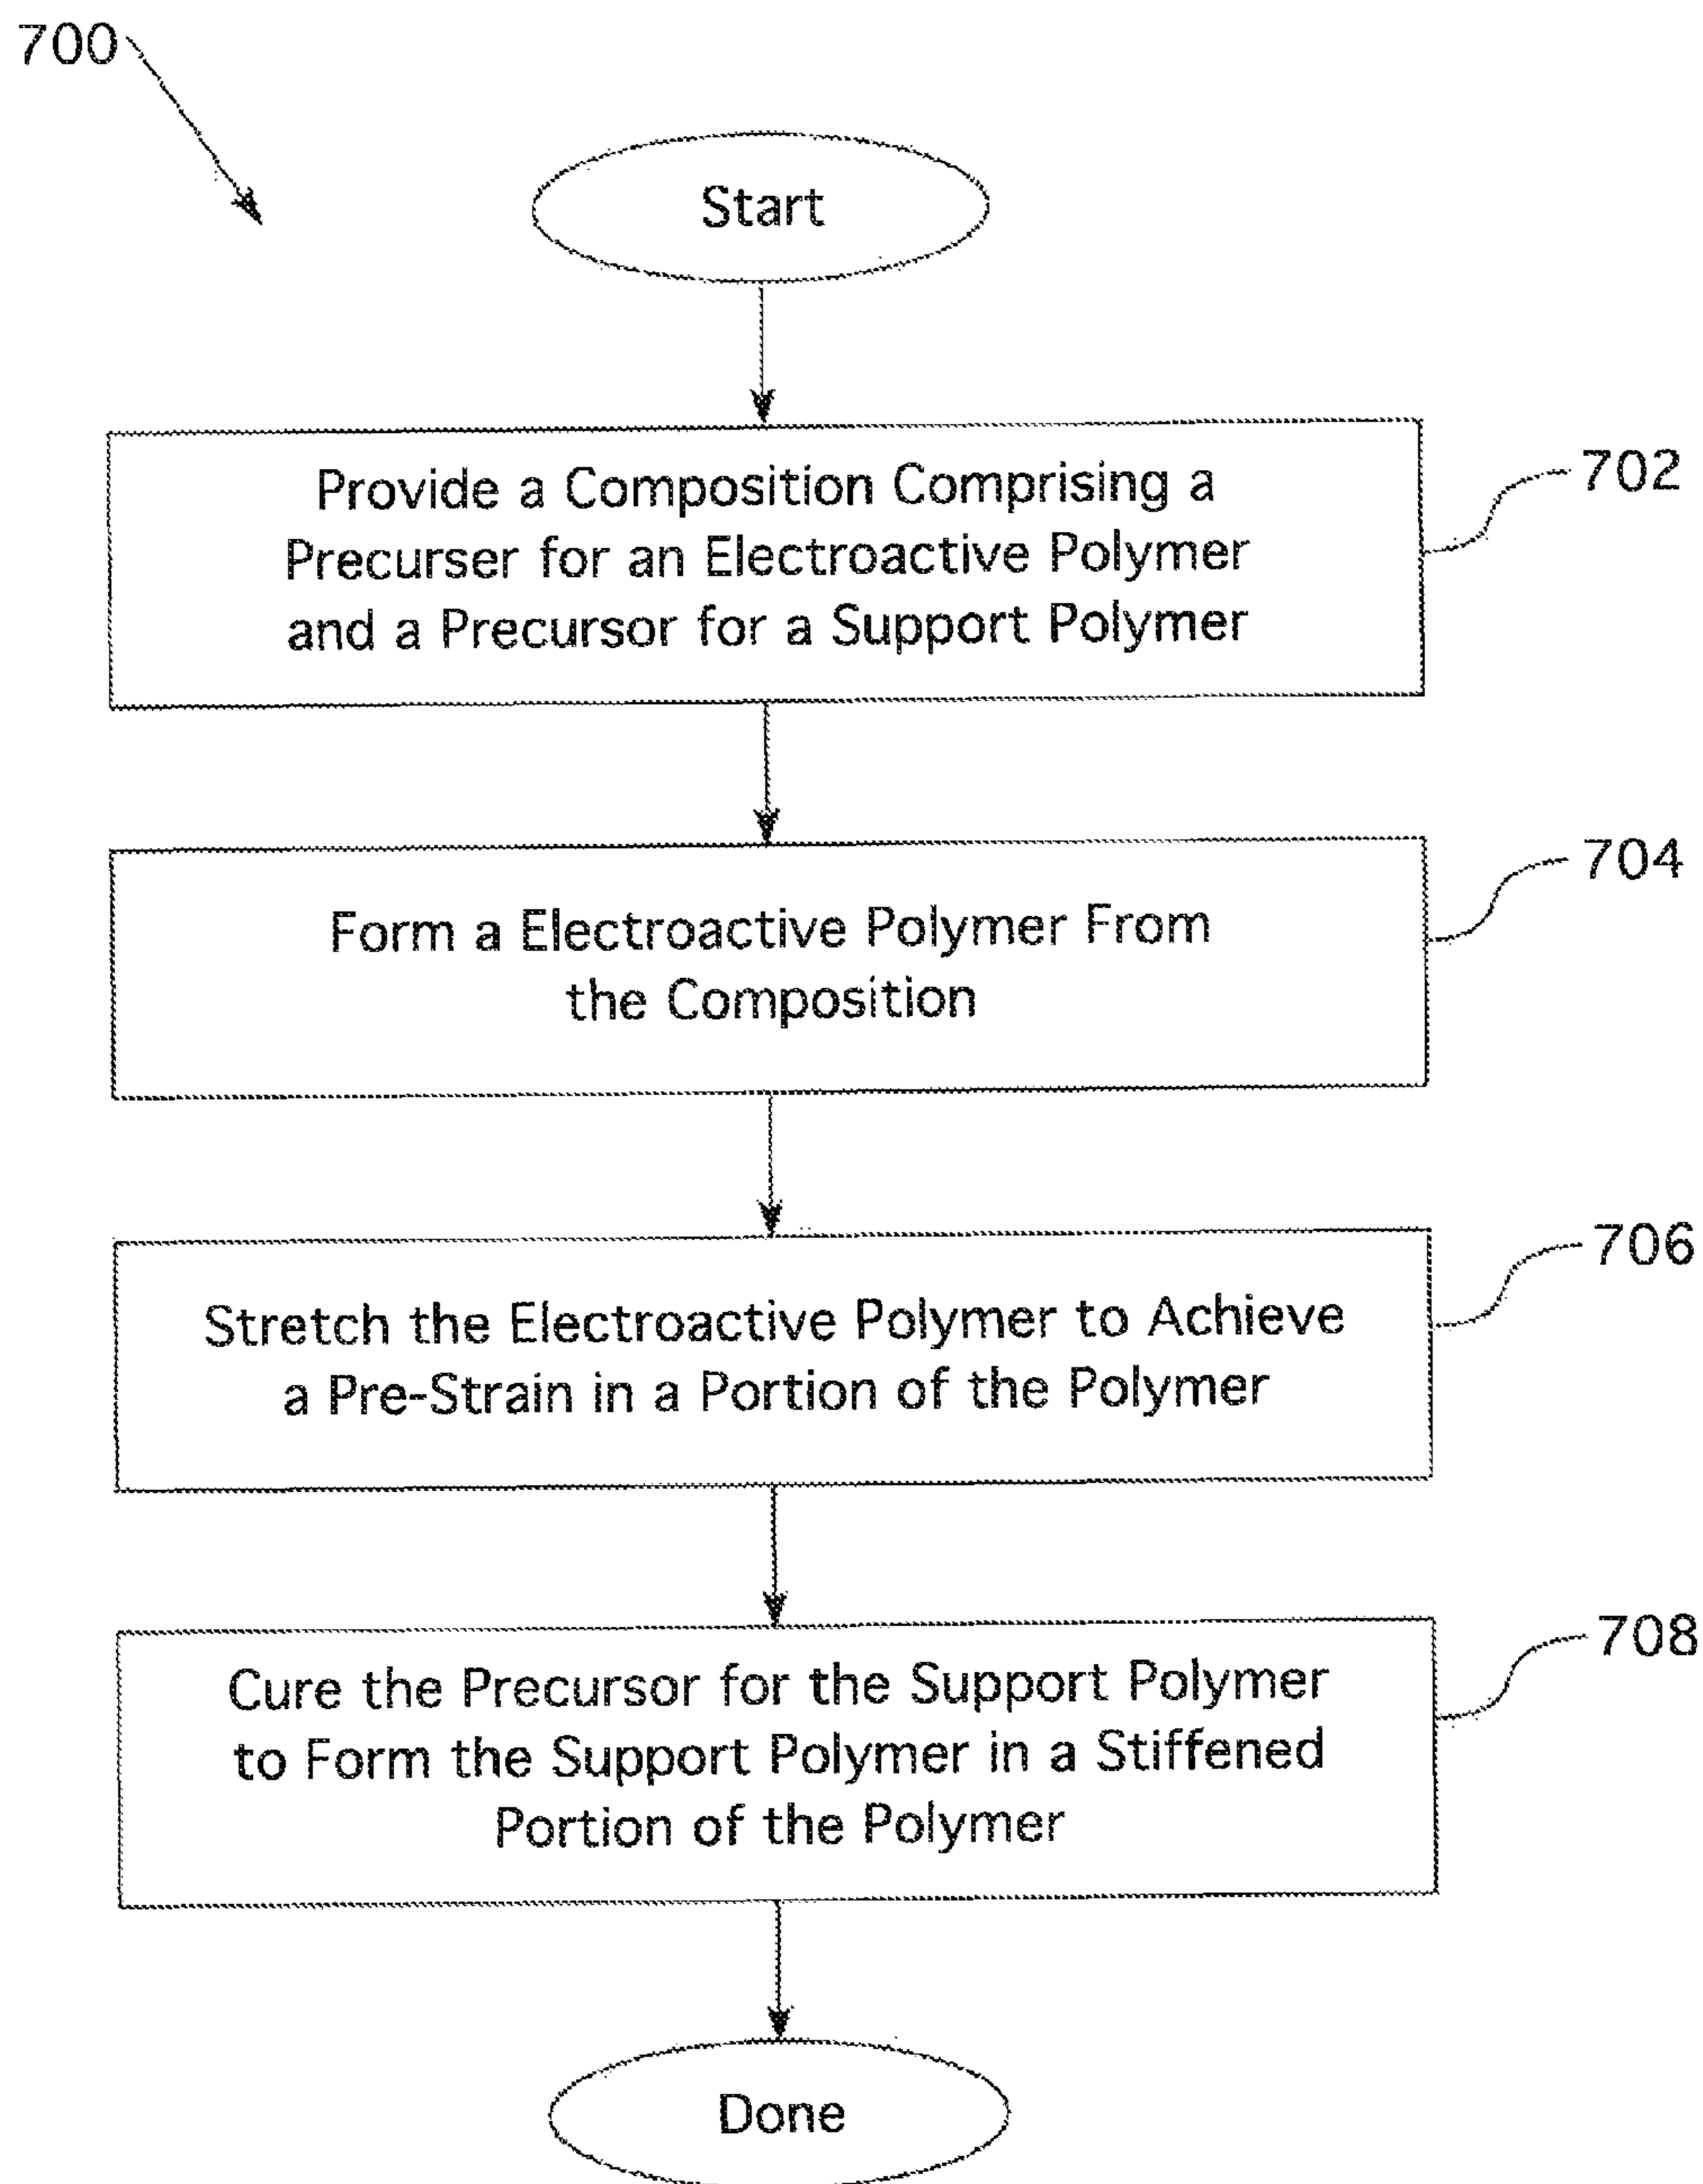 700
Start
Provide a Composition Comprising a
Precurser for an Electroactive Polymer
and a Precursor for a Support Polymer
702
Form a Electroactive Polymer From
the Composition
704
Stretch the Electroactive Polymer to Achieve
a Pre-Strain in a Portion of the Polymer
706
Cure the Precursor for the Support Polymer
to Form the Support Polymer in a Stiffened
Portion of the Polymer
708
Done